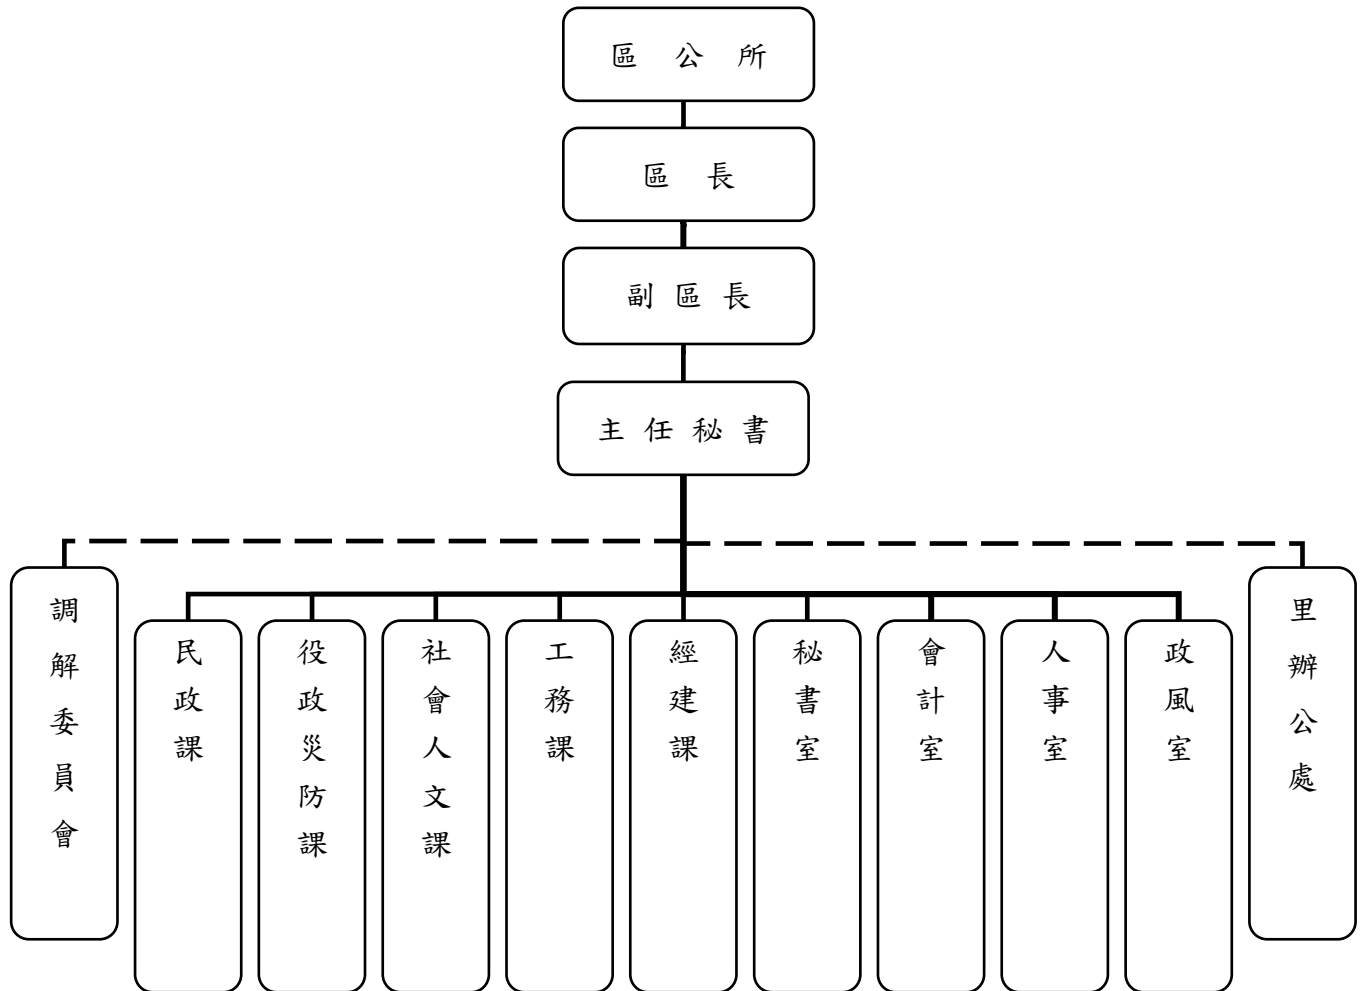 區公所
區長
副區長
主任秘書
調解委員會
民政課
役政災防課
社會人文課
工務課
經建課
秘書室
會計室
人事室
政風室
里辦公處